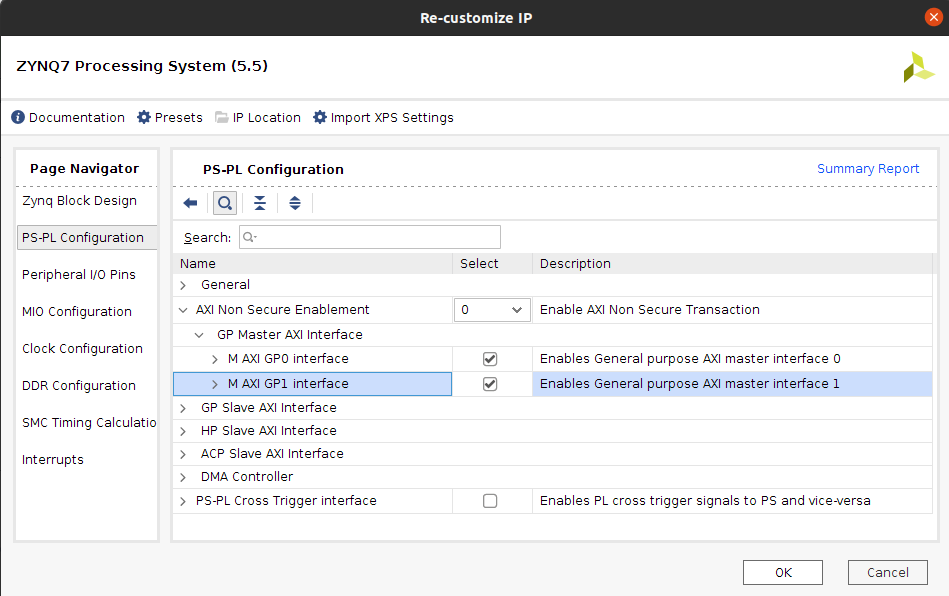 Re-customize IP
ZYNQ7 Processing System (5.5)
Documentation Presets IP Location Import XPS Settings
Page Navigator
Zynq Block Design
PS-PL Configuration
Peripheral I/O Pins
MIO Configuration
Clock Configuration
DDR Configuration
SMC Timing Calculatio
Interrupts
PS-PL Configuration Summary Report
Search:
Name Select Description
General
AXI Non Secure Enablement 0 Enable AXI Non Secure Transaction
GP Master AXI Interface
M AXI GP0 interface Enables General purpose AXI master interface 0
M AXI GP1 interface Enables General purpose AXI master interface 1
GP Slave AXI Interface
HP Slave AXI Interface
ACP Slave AXI Interface
DMA Controller
PS-PL Cross Trigger interface Enables PL cross trigger signals to PS and vice-versa
OK Cancel